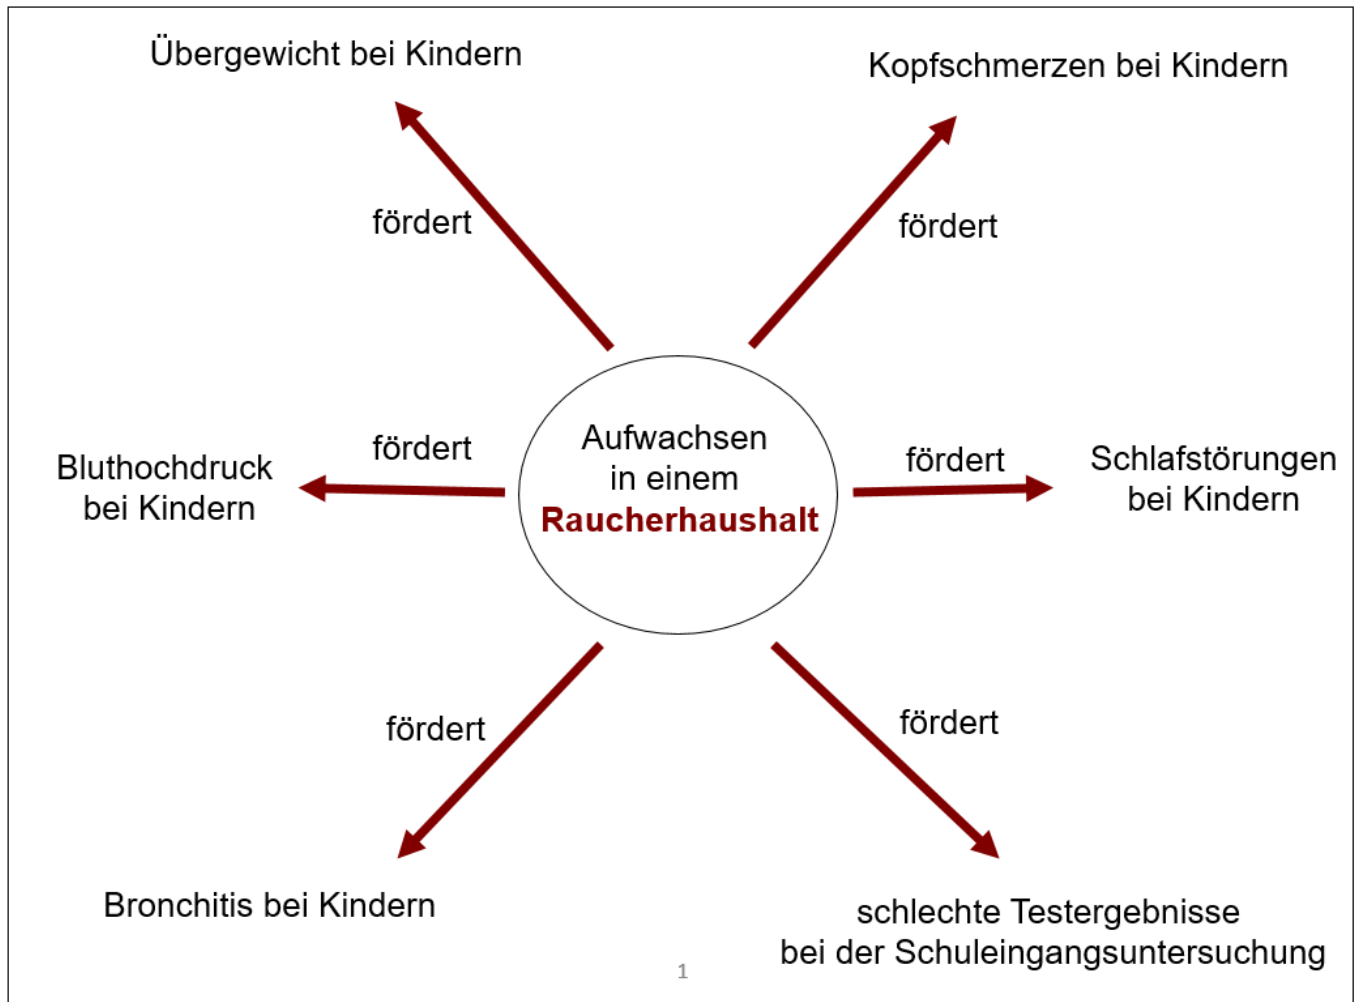 Übergewicht bei Kindern
Kopfschmerzen bei Kindern
fördert
fördert
Bluthochdruck
bei Kindern
fördert
Aufwachsen
in einem
Raucherhaushalt
fördert
Schlafstörungen
bei Kindern
fördert
fördert
Bronchitis bei Kindern
schlechte Testergebnisse
bei der Schuleingangsuntersuchung
1